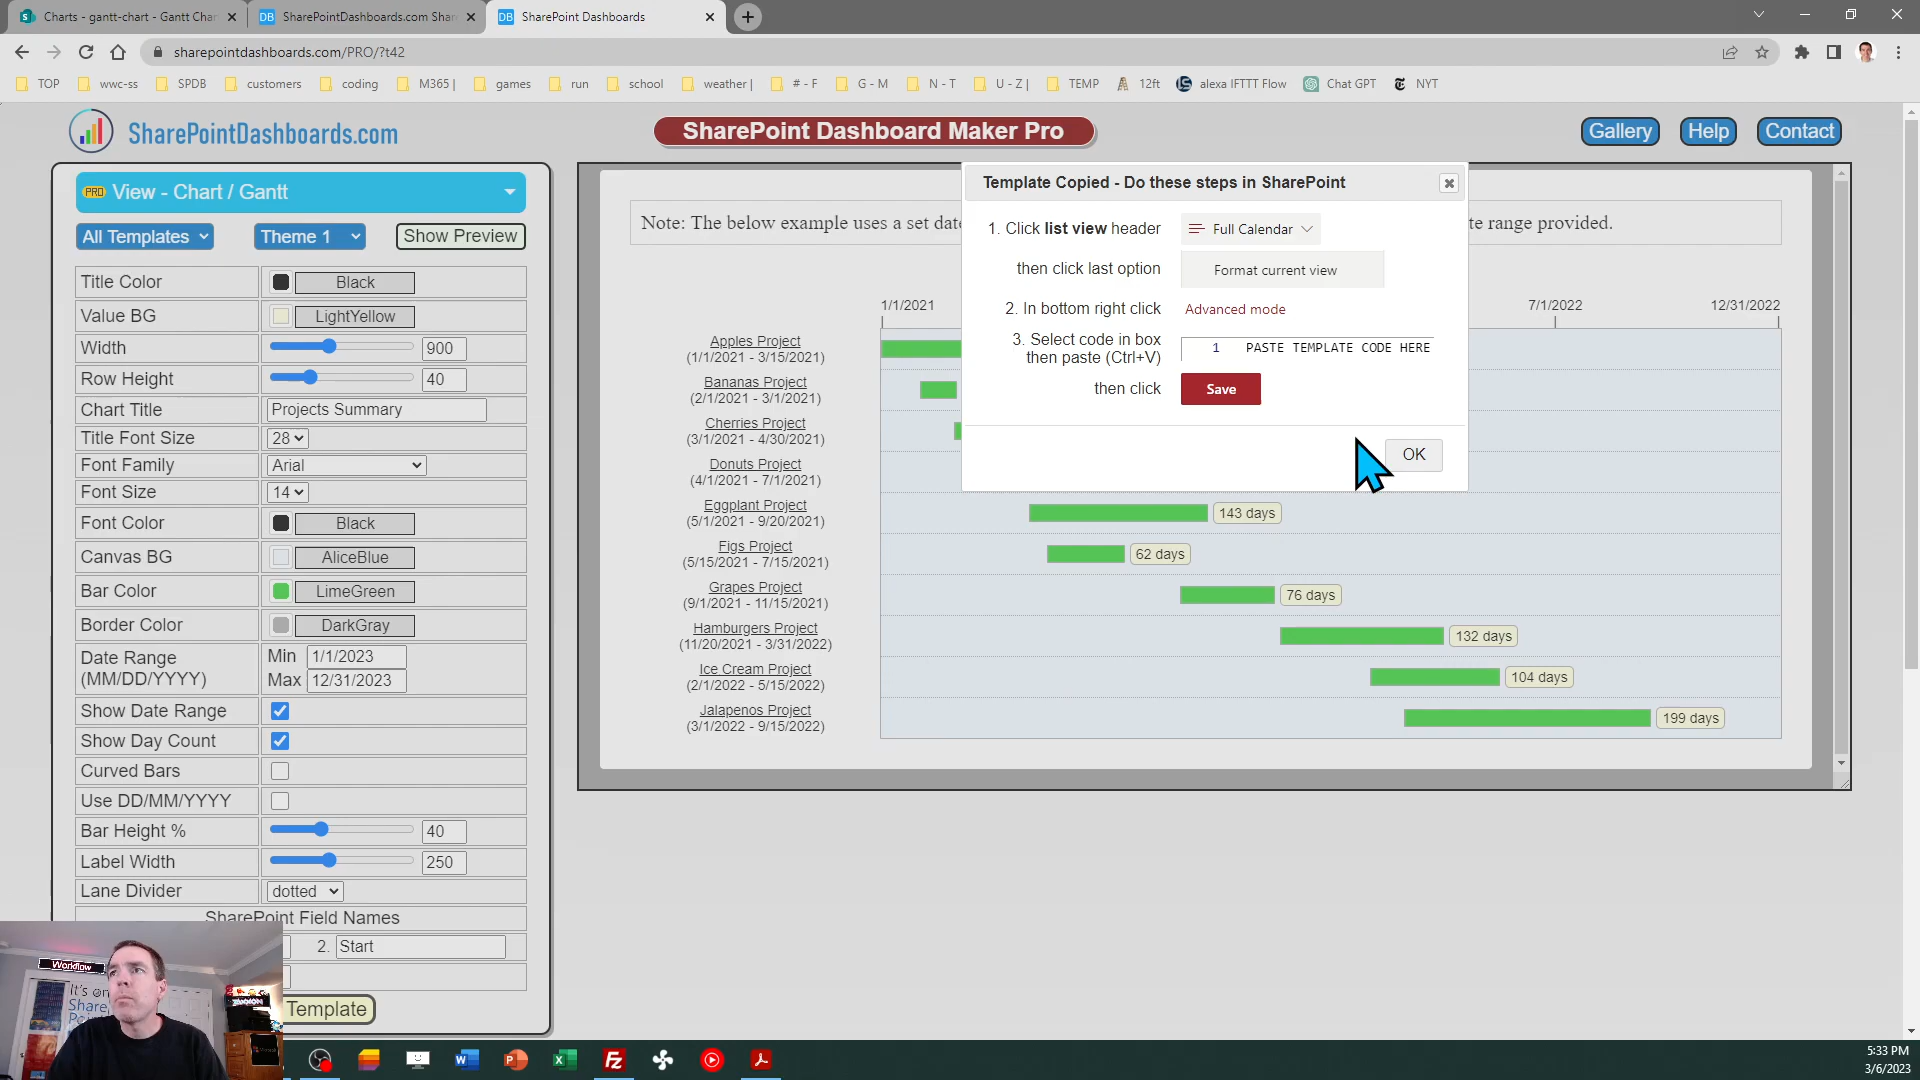 Charts - gantt-chart - Gantt Char
SharePointDashboards.com Share
SharePoint Dashboards
sharepointdashboards.com/PRO/?t42
TOP
wwc-ss
SPDB
customers
coding
M365 |
games
run
school
weather |
# - F
G - M
N - T
U - Z |
TEMP
12ft
alexa IFTTT Flow
Chat GPT
NYT
SharePointDashboards.com
SharePoint Dashboard Maker Pro
Gallery
Help
Contact
PRO View - Chart / Gantt
All Templates
Theme 1
Show Preview
Title Color
Black
Value BG
LightYellow
Width
900
Row Height
40
Chart Title
Projects Summary
Title Font Size
28
Font Family
Arial
Font Size
14
Font Color
Black
Canvas BG
AliceBlue
Bar Color
LimeGreen
Border Color
DarkGray
Date Range
(MM/DD/YYYY)
Min 1/1/2023
Max 12/31/2023
Show Date Range
Show Day Count
Curved Bars
Use DD/MM/YYYY
Bar Height %
40
Label Width
250
Lane Divider
dotted
SharePoint Field Names
2. Start
Template
Note: The below example uses a set date
te range provided.
1/1/2021
7/1/2022
12/31/2022
Apples Project
(1/1/2021 - 3/15/2021)
Bananas Project
(2/1/2021 - 3/1/2021)
Cherries Project
(3/1/2021 - 4/30/2021)
Donuts Project
(4/1/2021 - 7/1/2021)
Eggplant Project
(5/1/2021 - 9/20/2021)
143 days
Figs Project
(5/15/2021 - 7/15/2021)
62 days
Grapes Project
(9/1/2021 - 11/15/2021)
76 days
Hamburgers Project
(11/20/2021 - 3/31/2022)
132 days
Ice Cream Project
(2/1/2022 - 5/15/2022)
104 days
Jalapenos Project
(3/1/2022 - 9/15/2022)
199 days
Template Copied - Do these steps in SharePoint
1. Click list view header
Full Calendar
then click last option
Format current view
2. In bottom right click
Advanced mode
3. Select code in box
then paste (Ctrl+V)
1 PASTE TEMPLATE CODE HERE
then click
Save
OK
Workflow
It's on
Share
5:33 PM
3/6/2023